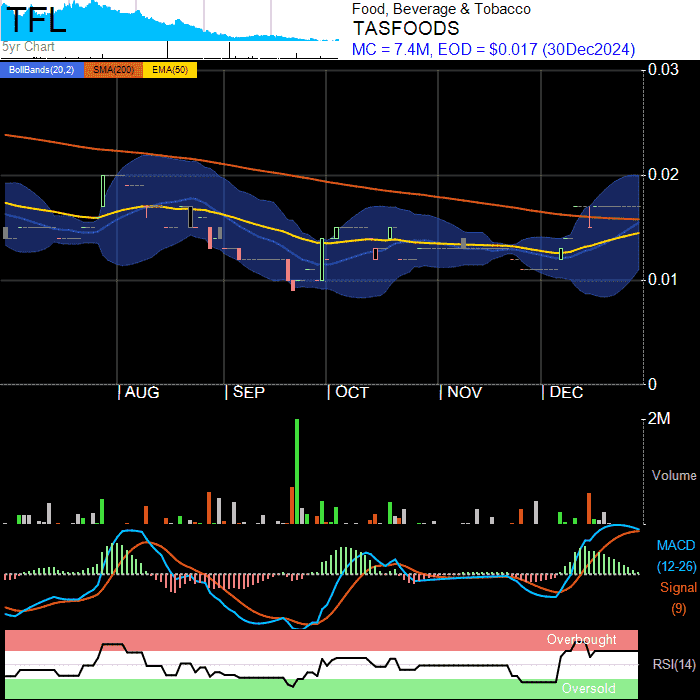 TFL
5yr Chart
Food, Beverage & Tobacco
TASFOODS
MC = 7.4M, EOD = $0.017 (30Dec2024)
BollBands(20,2) SMA(200) EMA(50)
0.03
0.02
0.01
0
AUG SEP OCT NOV DEC
2M
Volume
MACD
(12-26)
Signal
(9)
Overbought
RSI(14)
Oversold